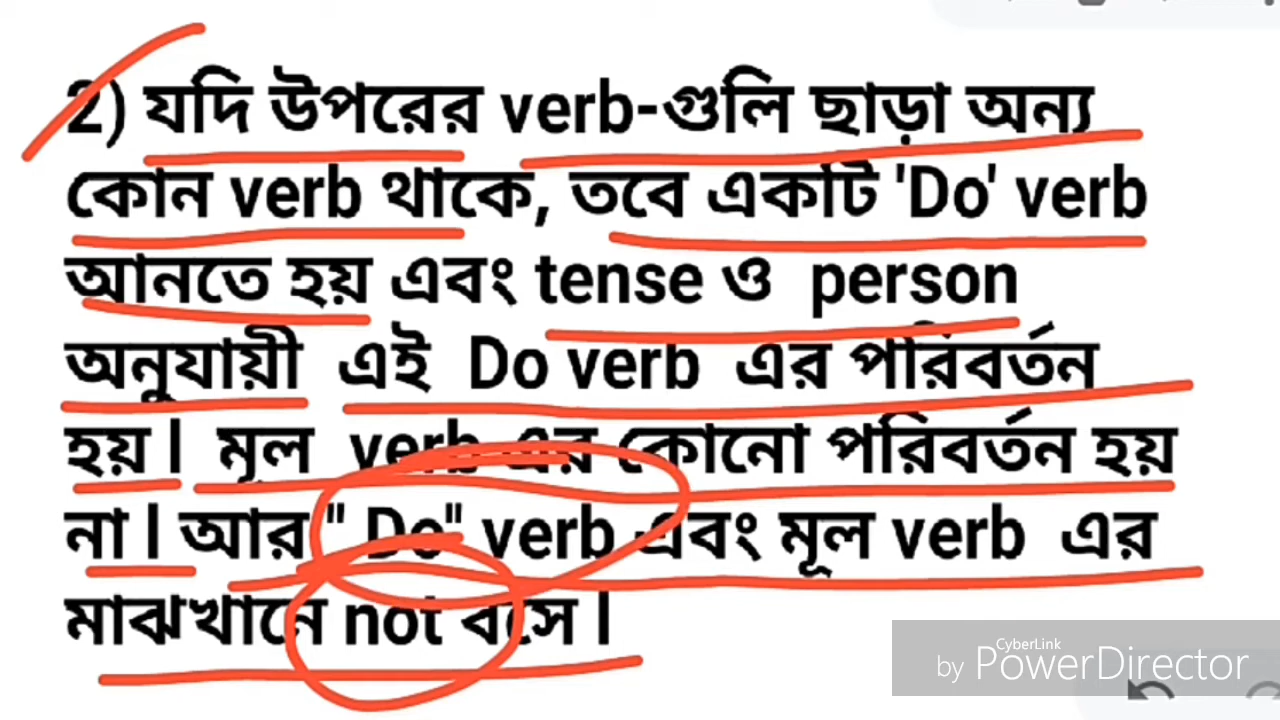 2) যদি উপরের verb-গুলি ছাড়া অন্য
কোন verb থাকে, তবে একটি 'Do' verb
আনতে হয় এবং tense ও person
অনুযায়ী এই Do verb এর পরিবর্তন
হয়। মূল verb এর কোনো পরিবর্তন হয়
না। আর " Do" verb এবং মূল verb এর
মাঝখানে not বসে।
CyberLink
by PowerDirector